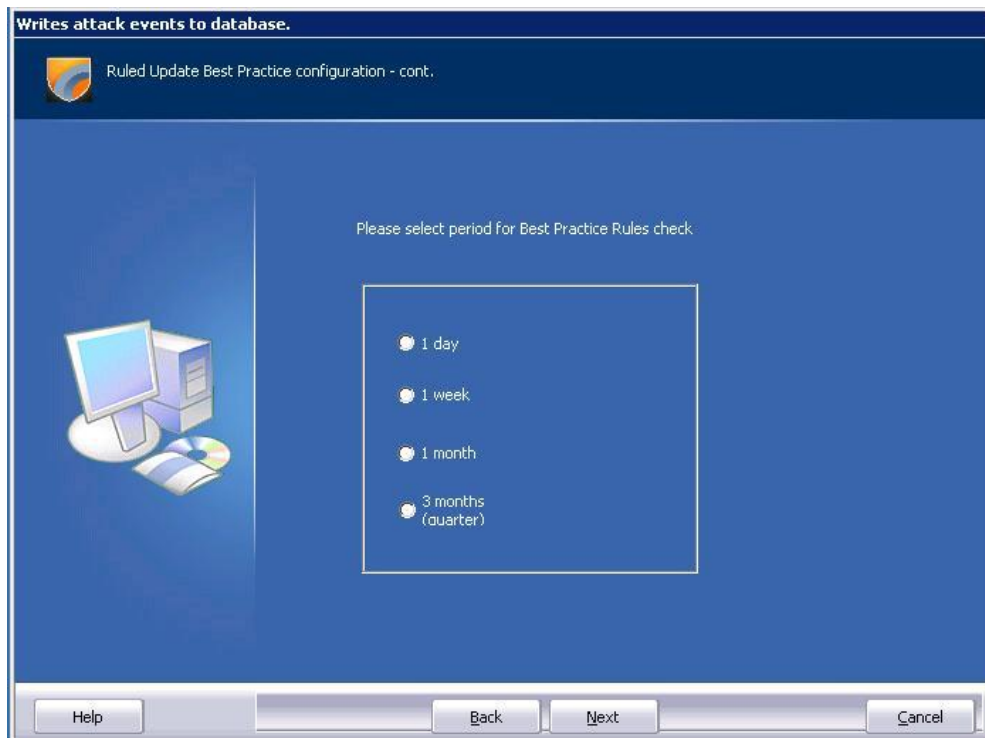 Writes attack events to database.
Ruled Update Best Practice configuration - cont.
Please select period for Best Practice Rules check
1 day
1 week
1 month
3 months
(quarter)
Help
Back
Next
Cancel